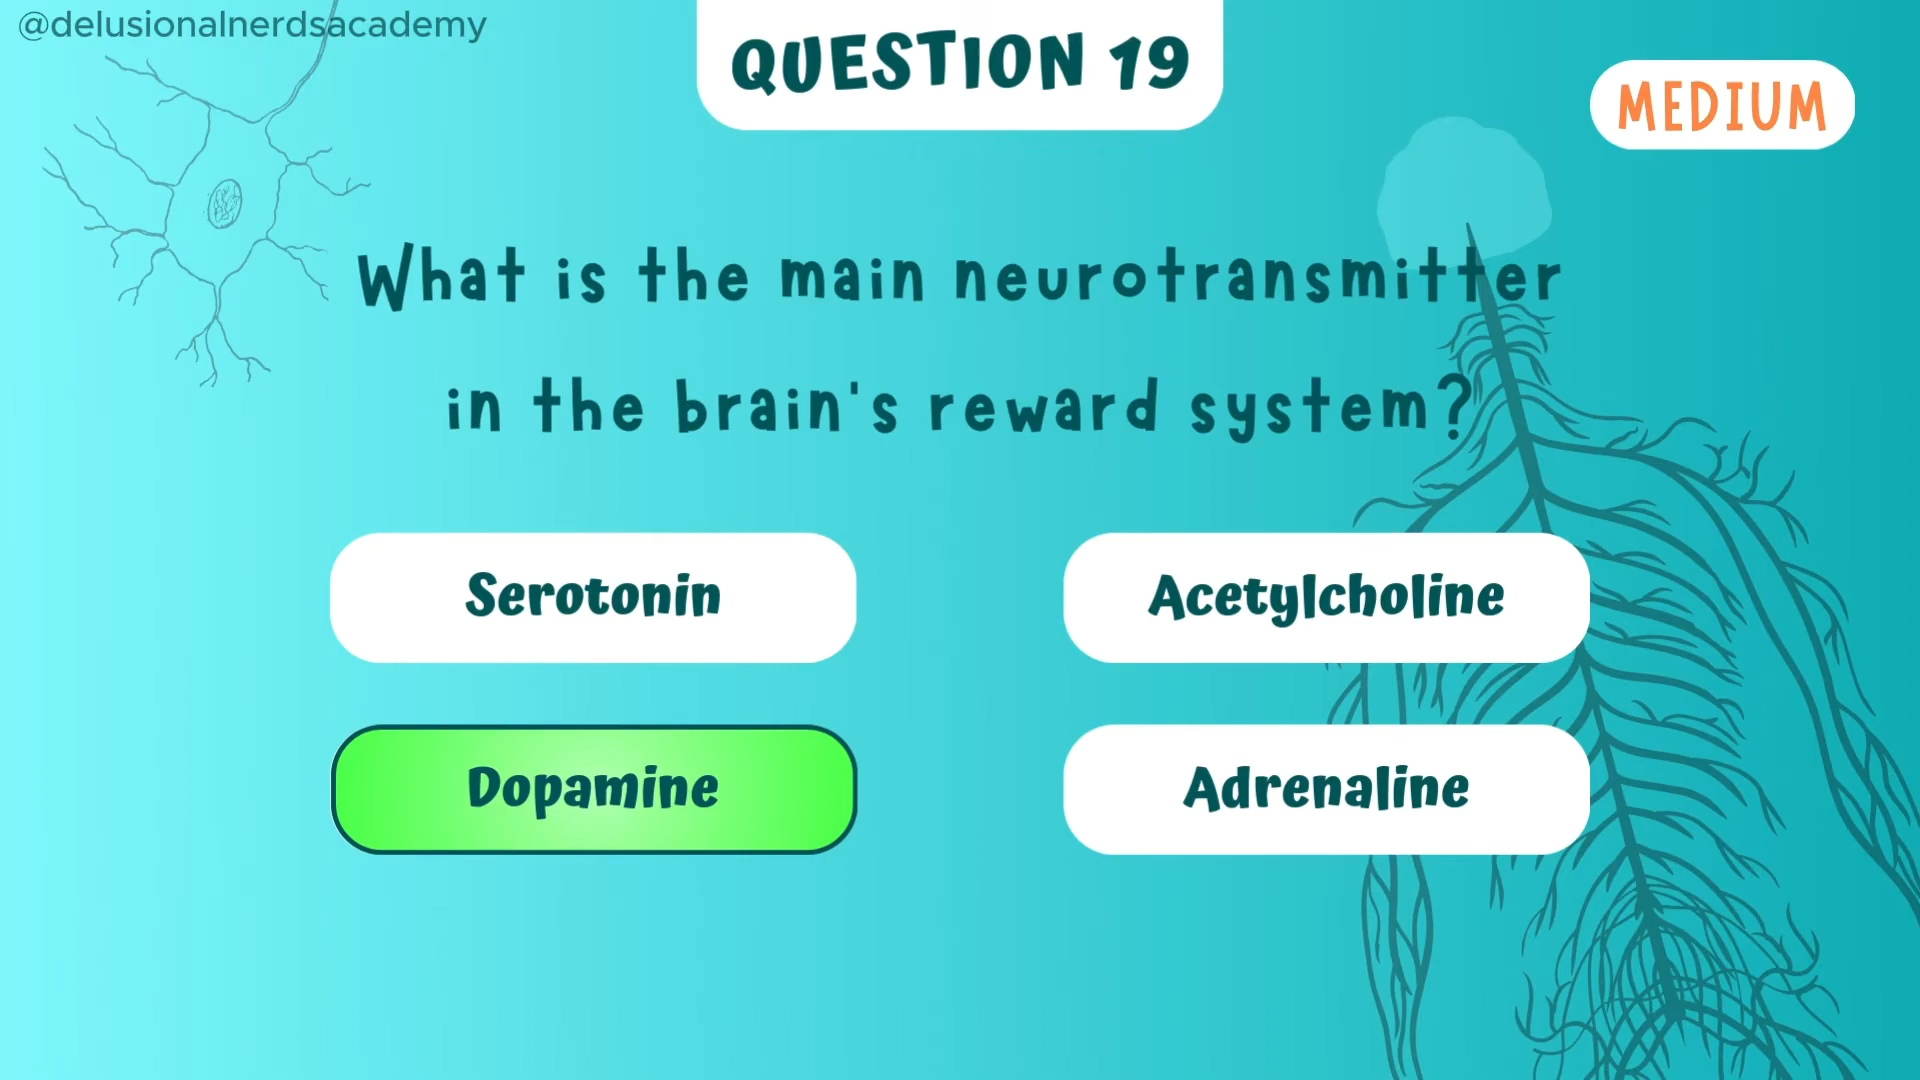 @delusionalnerdsacademy
QUESTION 19
MEDIUM
What is the main neurotransmitter
in the brain's reward system?
Serotonin
Acetylcholine
Dopamine
Adrenaline